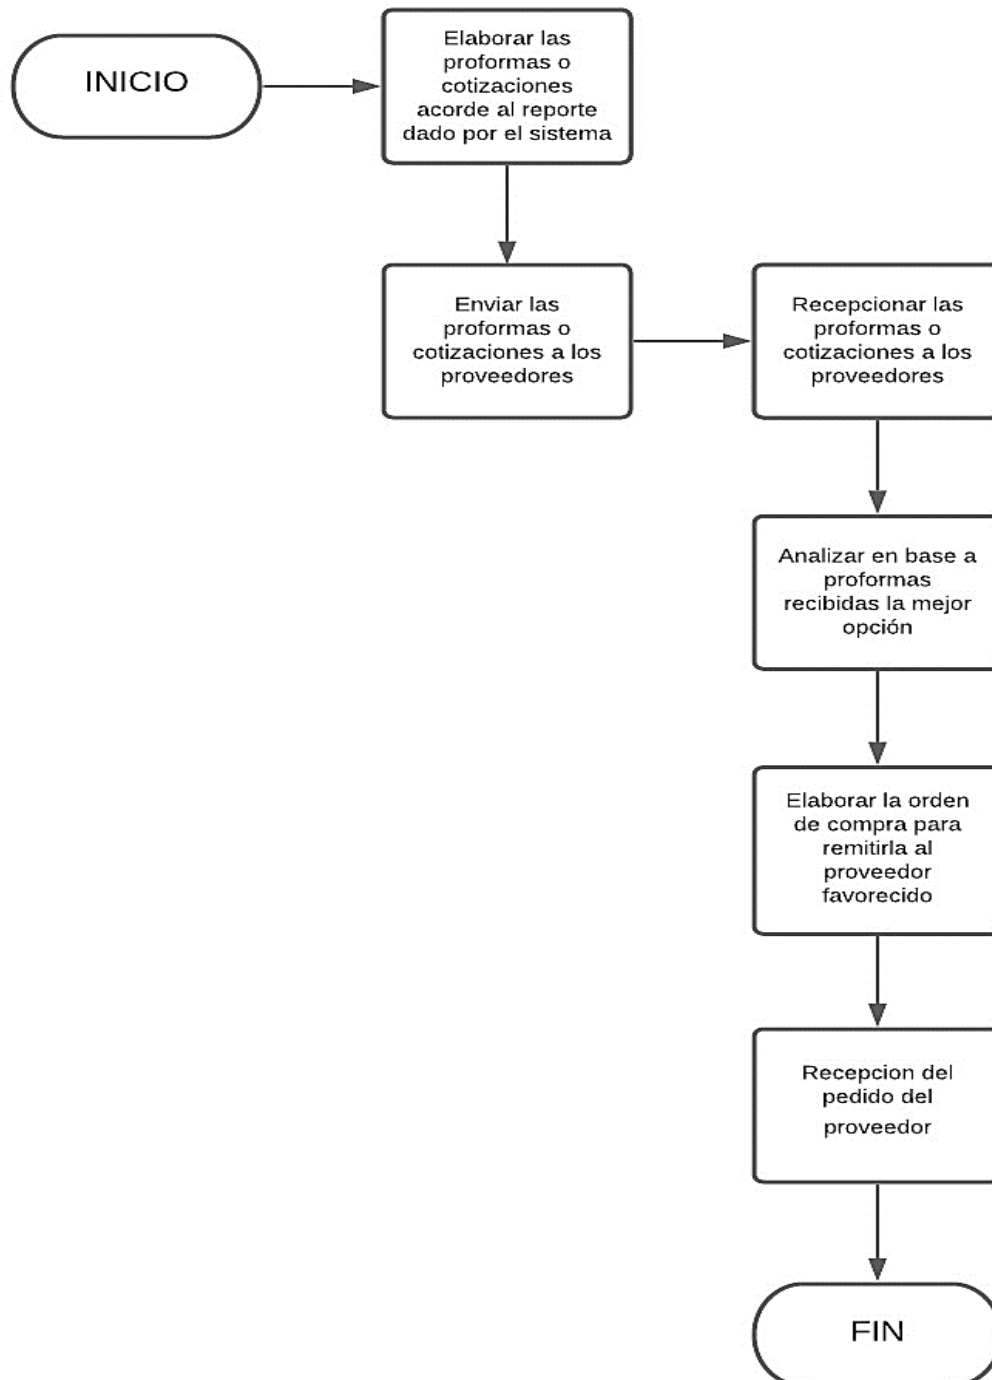 INICIO
Elaborar las
proformas o
cotizaciones
acorde al reporte
dado por el sistema
Enviar las
proformas o
cotizaciones a los
proveedores
Recepcionar las
proformas o
cotizaciones a los
proveedores
Analizar en base a
proformas
recibidas la mejor
opción
Elaborar la orden
de compra para
remitirla al
proveedor
favorecido
Recepcion del
pedido del
proveedor
FIN